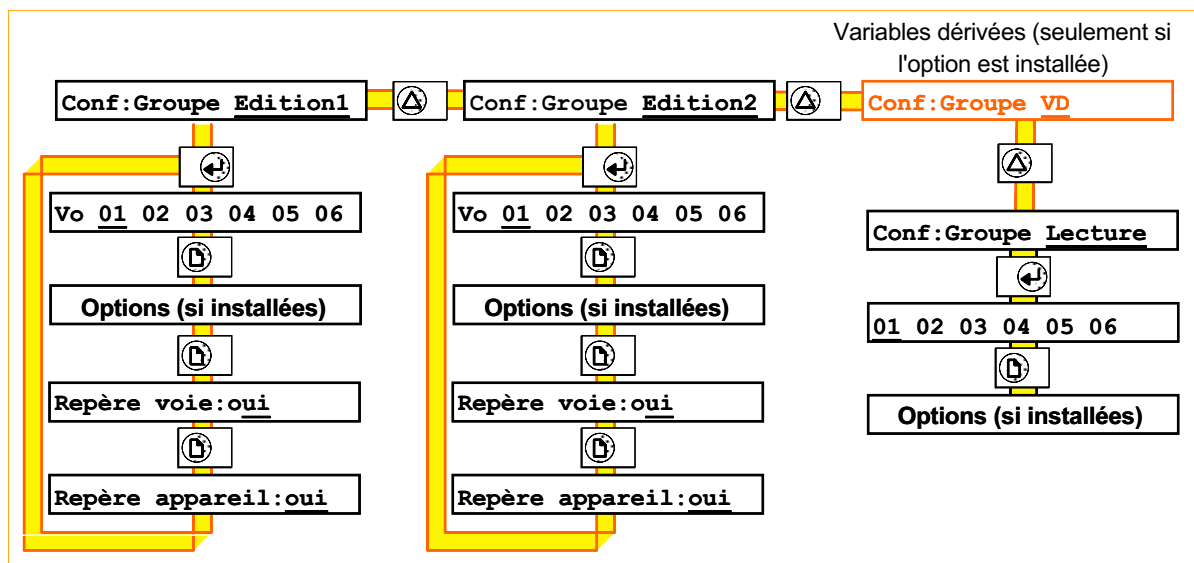 Variables dérivées (seulement si
l'option est installée)
Conf:Groupe Edition1
Conf:Groupe Edition2
Conf:Groupe VD
Vo 01 02 03 04 05 06
Vo 01 02 03 04 05 06
Conf:Groupe Lecture
Options (si installées)
Options (si installées)
01 02 03 04 05 06
Repère voie:oui
Repère voie:oui
Options (si installées)
Repère appareil:oui
Repère appareil:oui